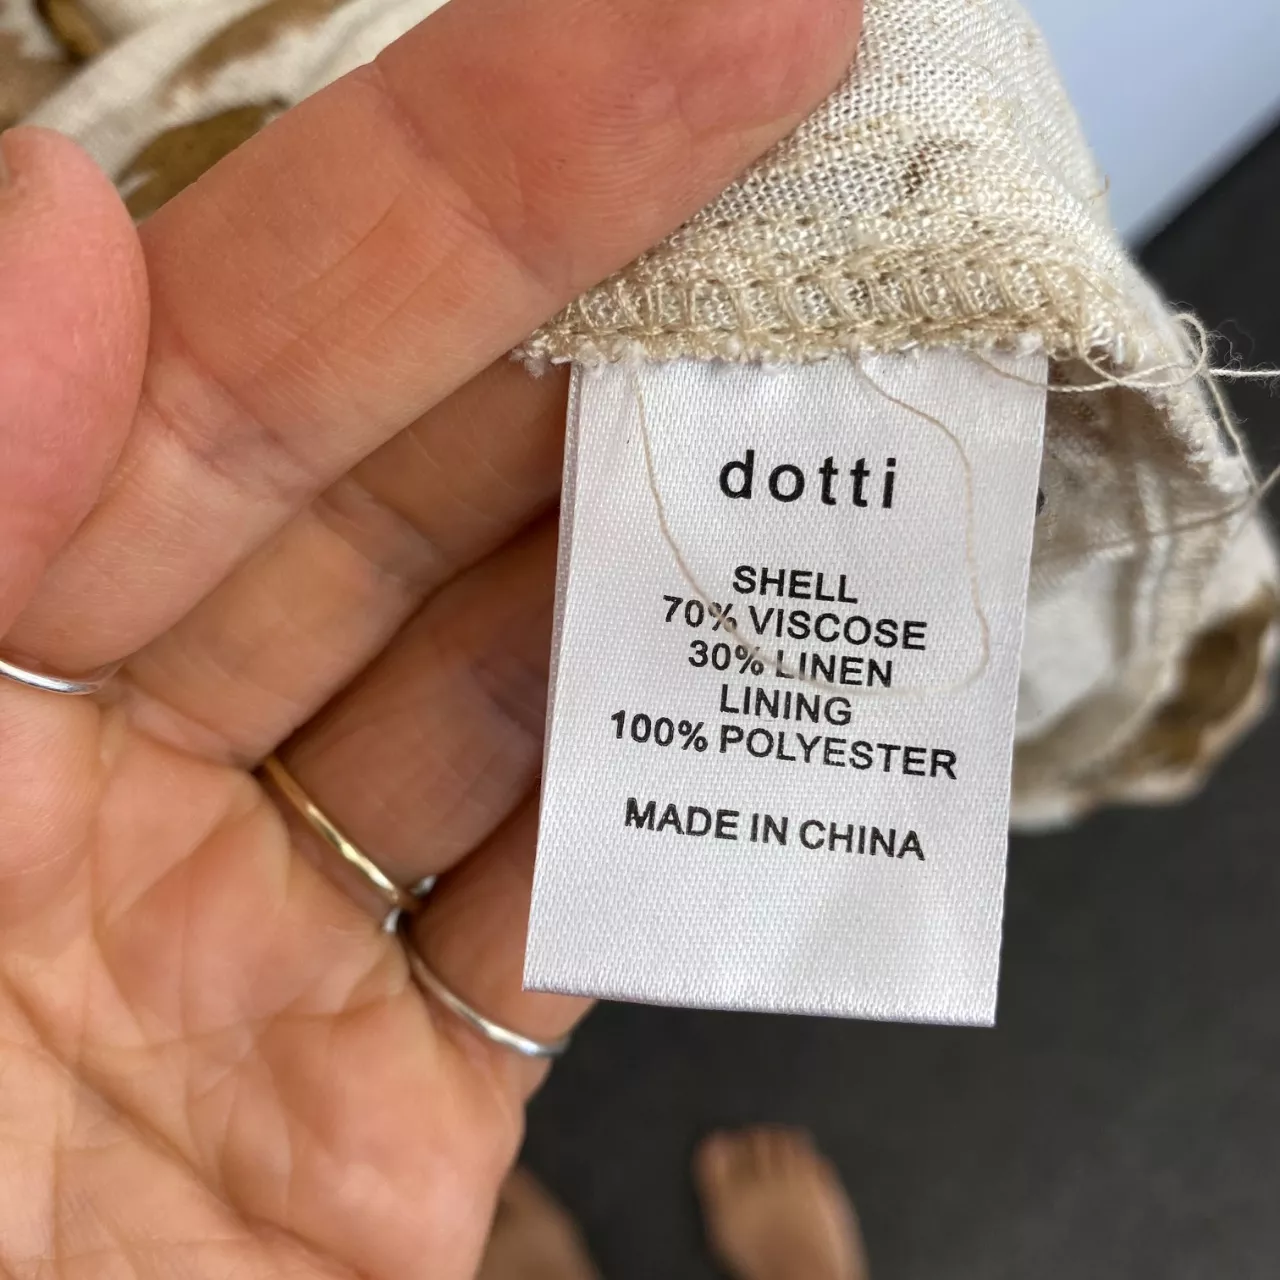 dotti
SHELL
70% VISCOSE
30% LINEN
LINING
100% POLYESTER
MADE IN CHINA